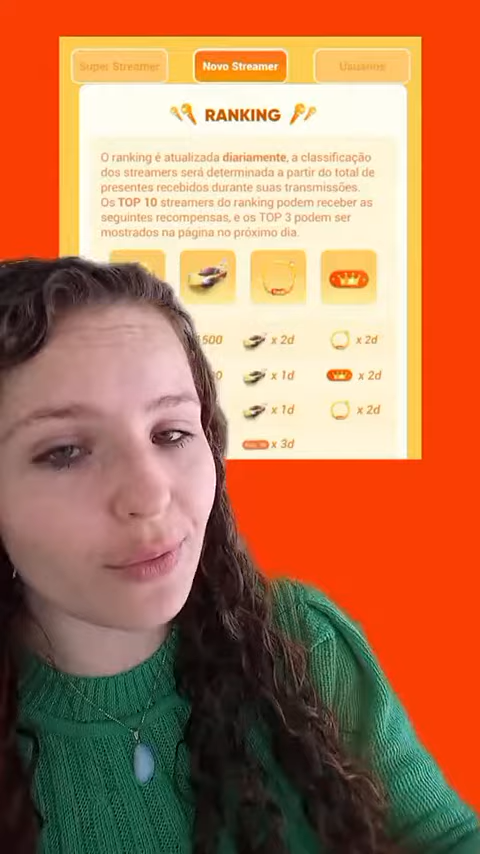 Super Streamer
Novo Streamer
Usuários
RANKING
O ranking é atualizada diariamente, a classificação
dos streamers será determinada a partir do total de
presentes recebidos durante suas transmissões.
Os TOP 10 streamers do ranking podem receber as
seguintes recompensas, e os TOP 3 podem ser
mostrados na página no próximo dia.
500 x 2d x 2d
x 1d x 2d
x 1d x 2d
x 3d